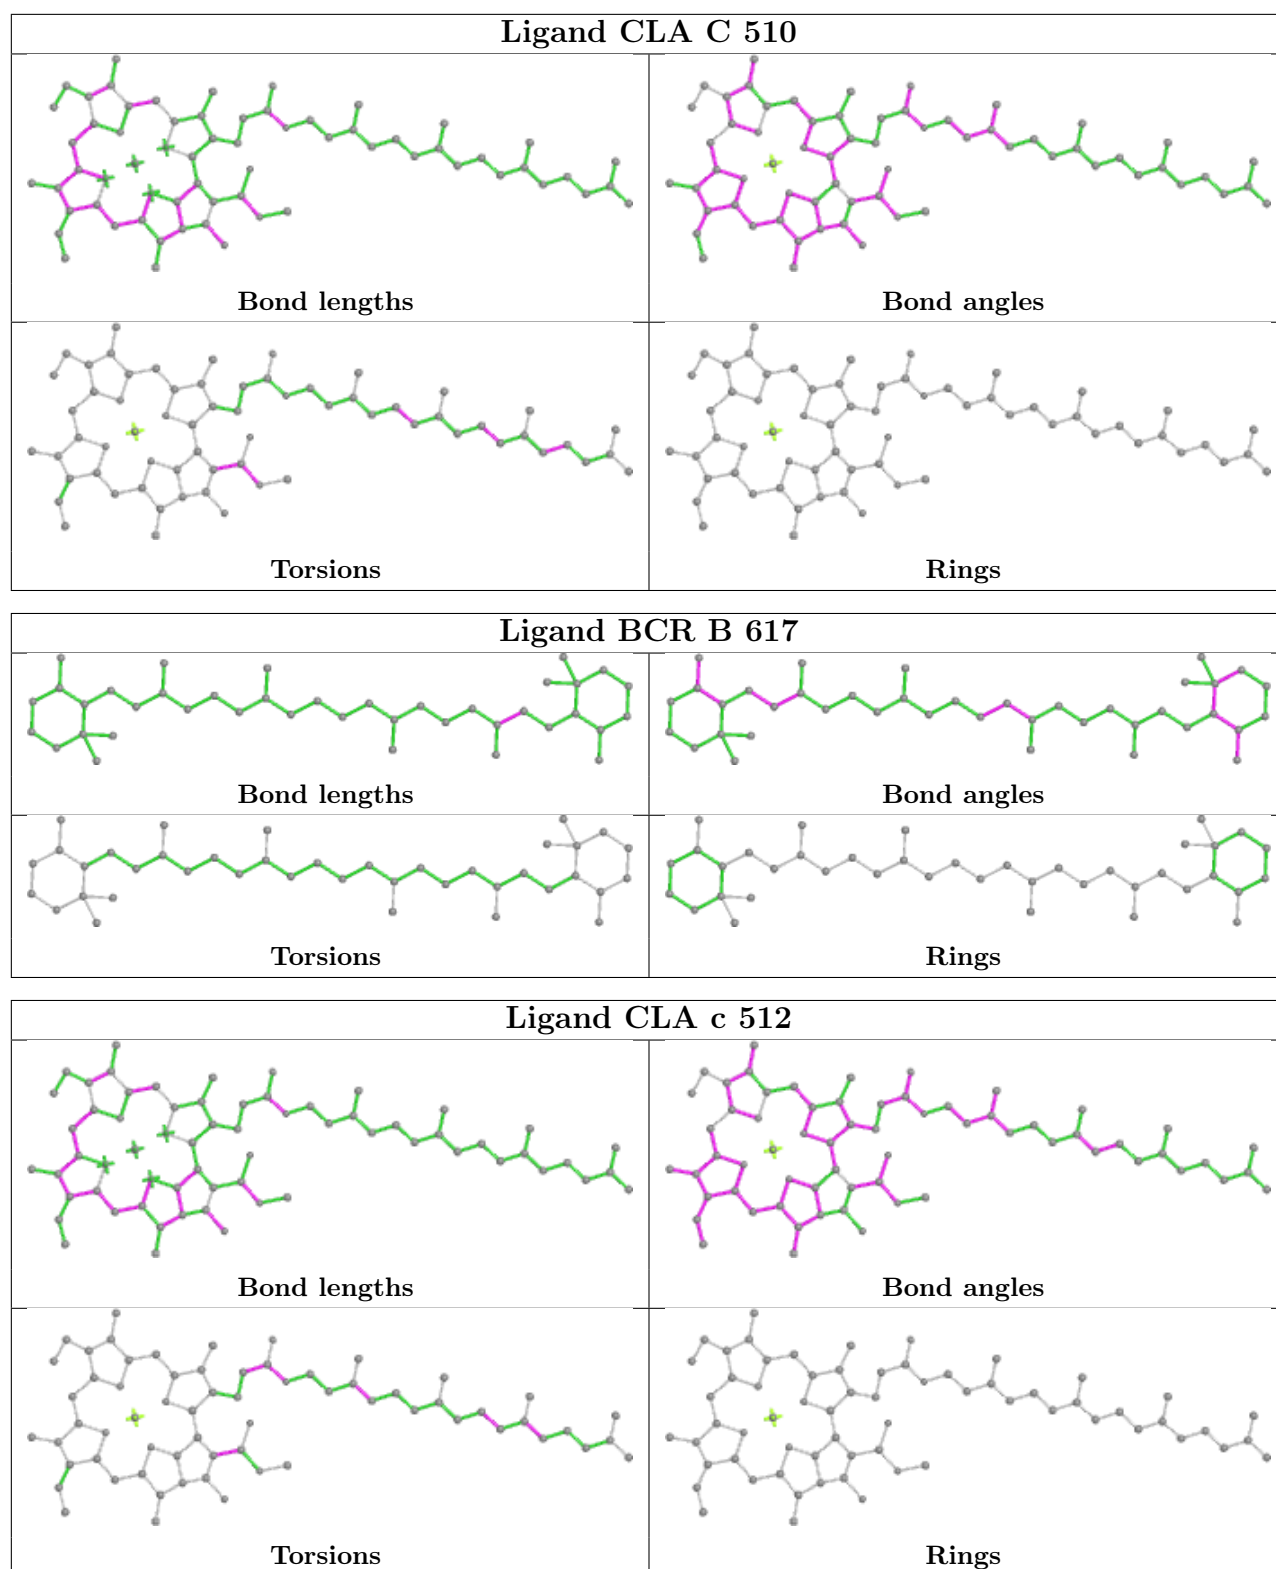 Ligand CLA C 510
Bond lengths
Bond angles
Torsions
Rings
Ligand BCR B 617
Bond lengths
Bond angles
Torsions
Rings
Ligand CLA c 512
Bond lengths
Bond angles
Torsions
Rings